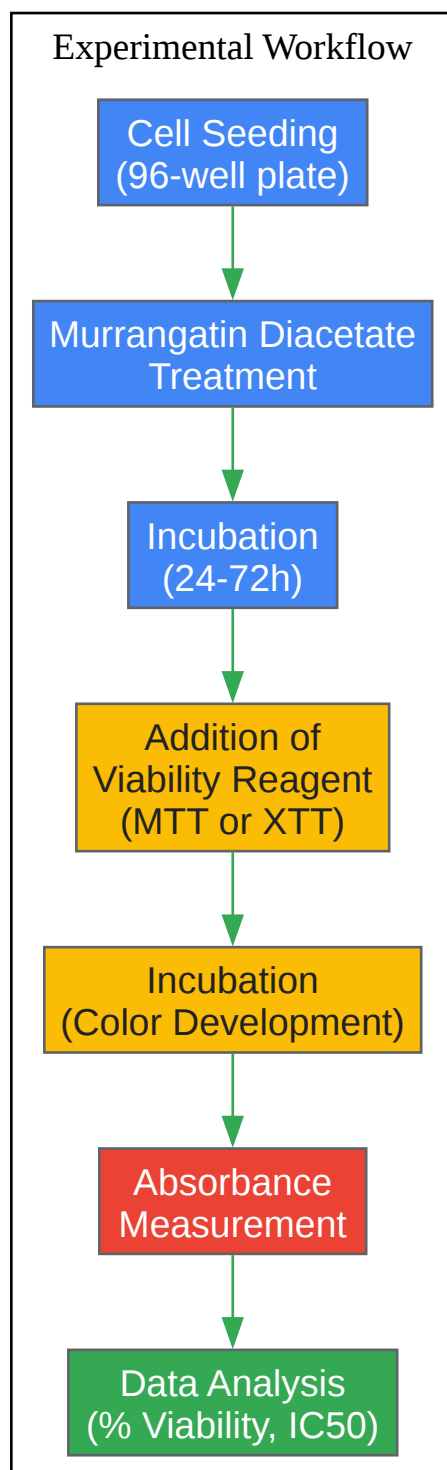 Experimental Workflow
Cell Seeding
(96-well plate)
Murrangatin Diacetate
Treatment
Incubation
(24-72h)
Addition of
Viability Reagent
(MTT or XTT)
Incubation
(Color Development)
Absorbance
Measurement
Data Analysis
(% Viability, IC50)